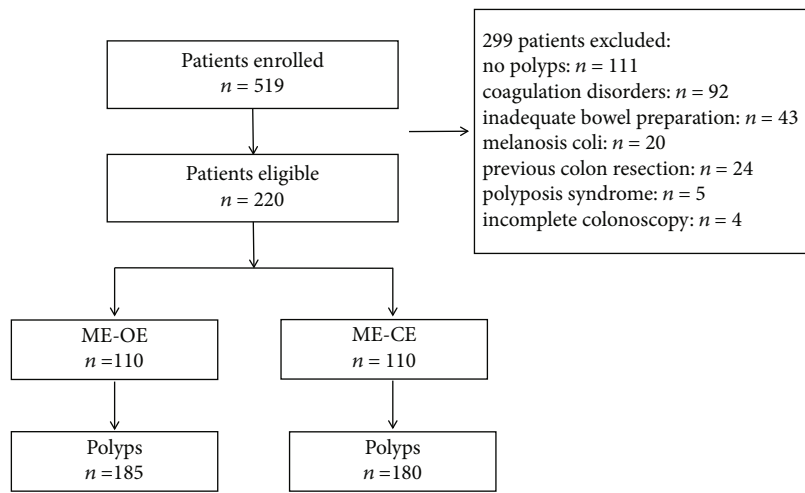 Patients enrolled
n = 519
299 patients excluded:
no polyps: n = 111
coagulation disorders: n = 92
inadequate bowel preparation: n = 43
melanosis coli: n = 20
previous colon resection: n = 24
polyposis syndrome: n = 5
incomplete colonoscopy: n = 4
Patients eligible
n = 220
ME-OE
n =110
ME-CE
n = 110
Polyps
n =185
Polyps
n =180